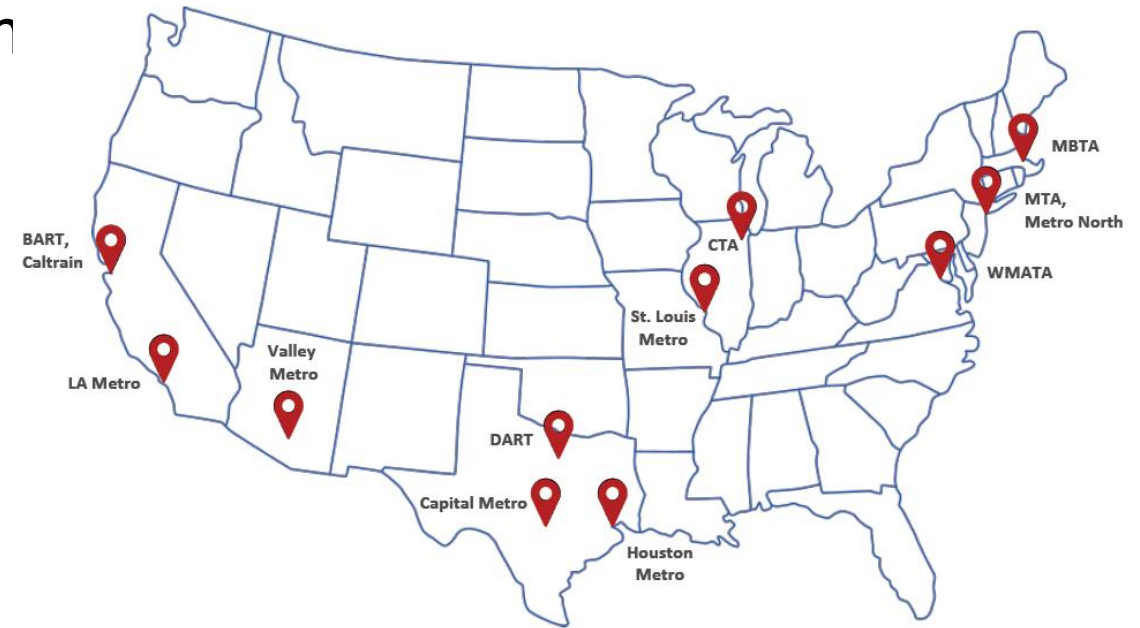 MBTA
MTA,
Metro North
WMATA
CTA
St. Louis
Metro
BART,
Caltrain
LA Metro
Valley
Metro
DART
Capital Metro
Houston
Metro